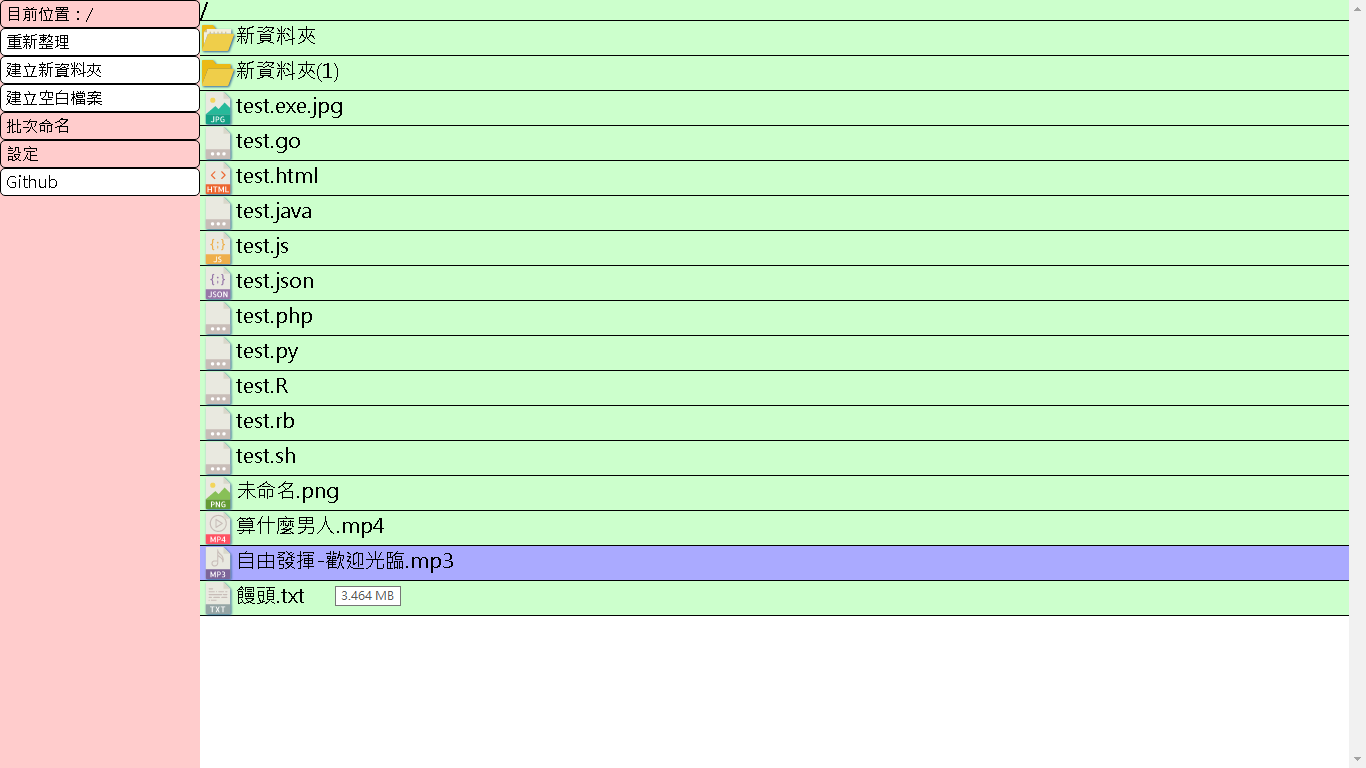 目前位置：/
重新整理
建立新資料夾
建立空白檔案
批次命名
設定
Github
/
新資料夾
新資料夾(1)
JPG test.exe.jpg
test.go
HTML test.html
test.java
JS test.js
JSON test.json
test.php
test.py
test.R
test.rb
test.sh
PNG 未命名.png
MP4 算什麼男人.mp4
MP3 自由發揮-歡迎光臨.mp3
TXT 饅頭.txt 3.464 MB